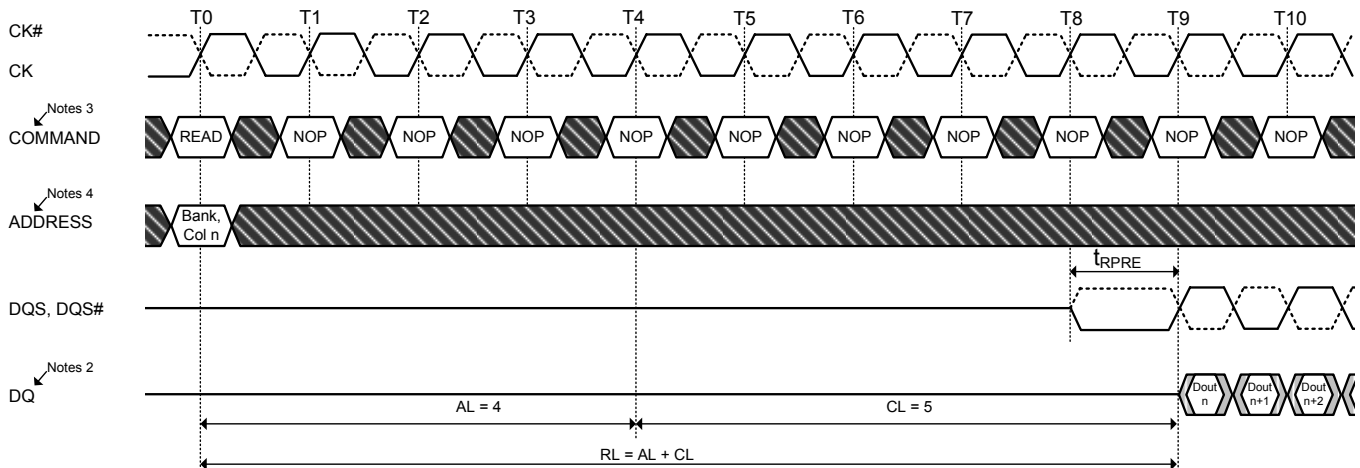 T0 T1 T2 T3 T4 T5 T6 T7 T8 T9 T10
CK#
CK
Notes 3
COMMAND
READ NOP NOP NOP NOP NOP NOP NOP NOP NOP NOP
Notes 4
ADDRESS
Bank,
Col n
tRPRE
DQS, DQS#
Notes 2
DQ
Dout
n
Dout
n+1
Dout
n+2
AL = 4
CL = 5
RL = AL + CL